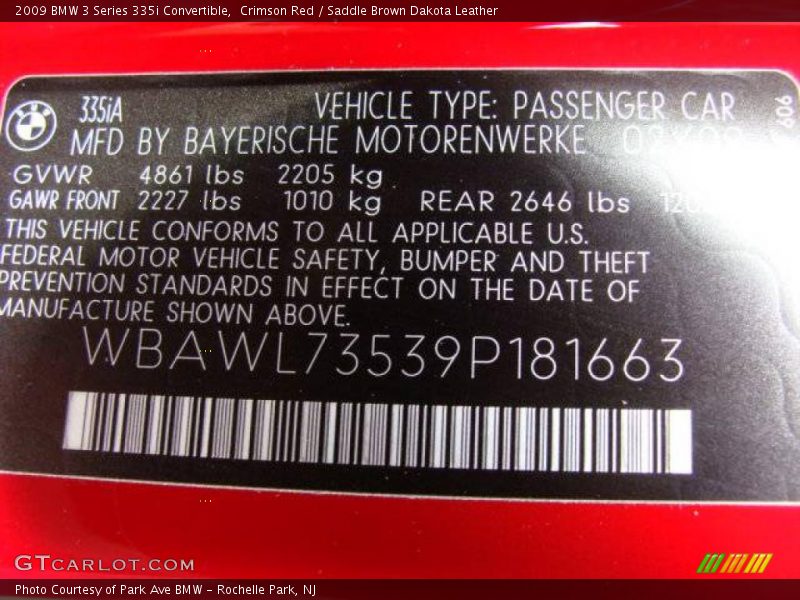 2009 BMW 3 Series 335i Convertible,  Crimson Red / Saddle Brown Dakota Leather
BMW
335iA VEHICLE TYPE: PASSENGER CAR
MFD BY BAYERISCHE MOTORENWERKE
GVWR 4861 lbs 2205 kg
GAWR FRONT 2227 lbs 1010 kg REAR 2646 lbs
THIS VEHICLE CONFORMS TO ALL APPLICABLE U.S.
FEDERAL MOTOR VEHICLE SAFETY, BUMPER AND THEFT
PREVENTION STANDARDS IN EFFECT ON THE DATE OF
MANUFACTURE SHOWN ABOVE.
WBAWL73539P181663
GTCARLOT.COM
Photo Courtesy of Park Ave BMW - Rochelle Park, NJ